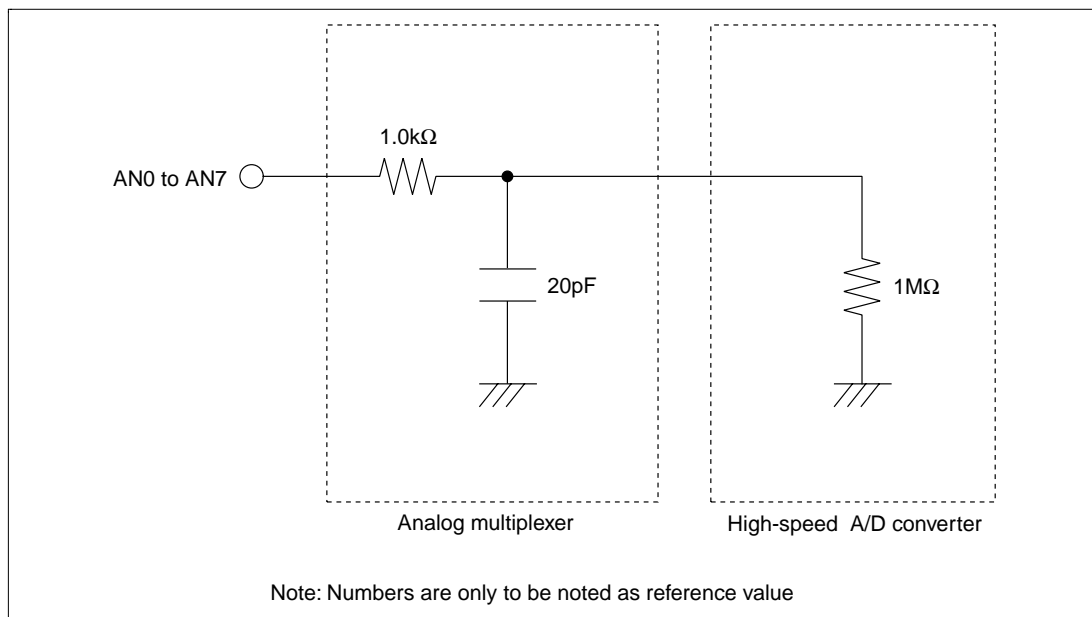 1.0kΩ
AN0 to AN7
20pF
1MΩ
Analog multiplexer
High-speed A/D converter
Note: Numbers are only to be noted as reference value